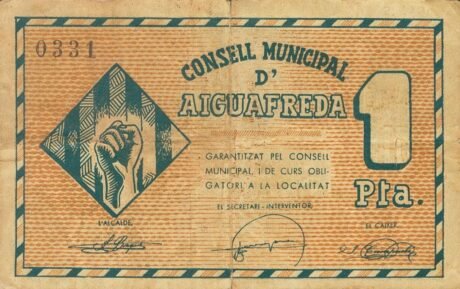 0331
CONSELL MUNICIPAL
D'
AIGUAFREDA
1
Pta.
GARANTITZAT PEL CONSELL
MUNICIPAL, I DE CURS OBLI-
GATORI A LA LOCALITAT
EL SECRETARI - INTERVENTOR,
L'ALCALDE,
EL CAIXER,